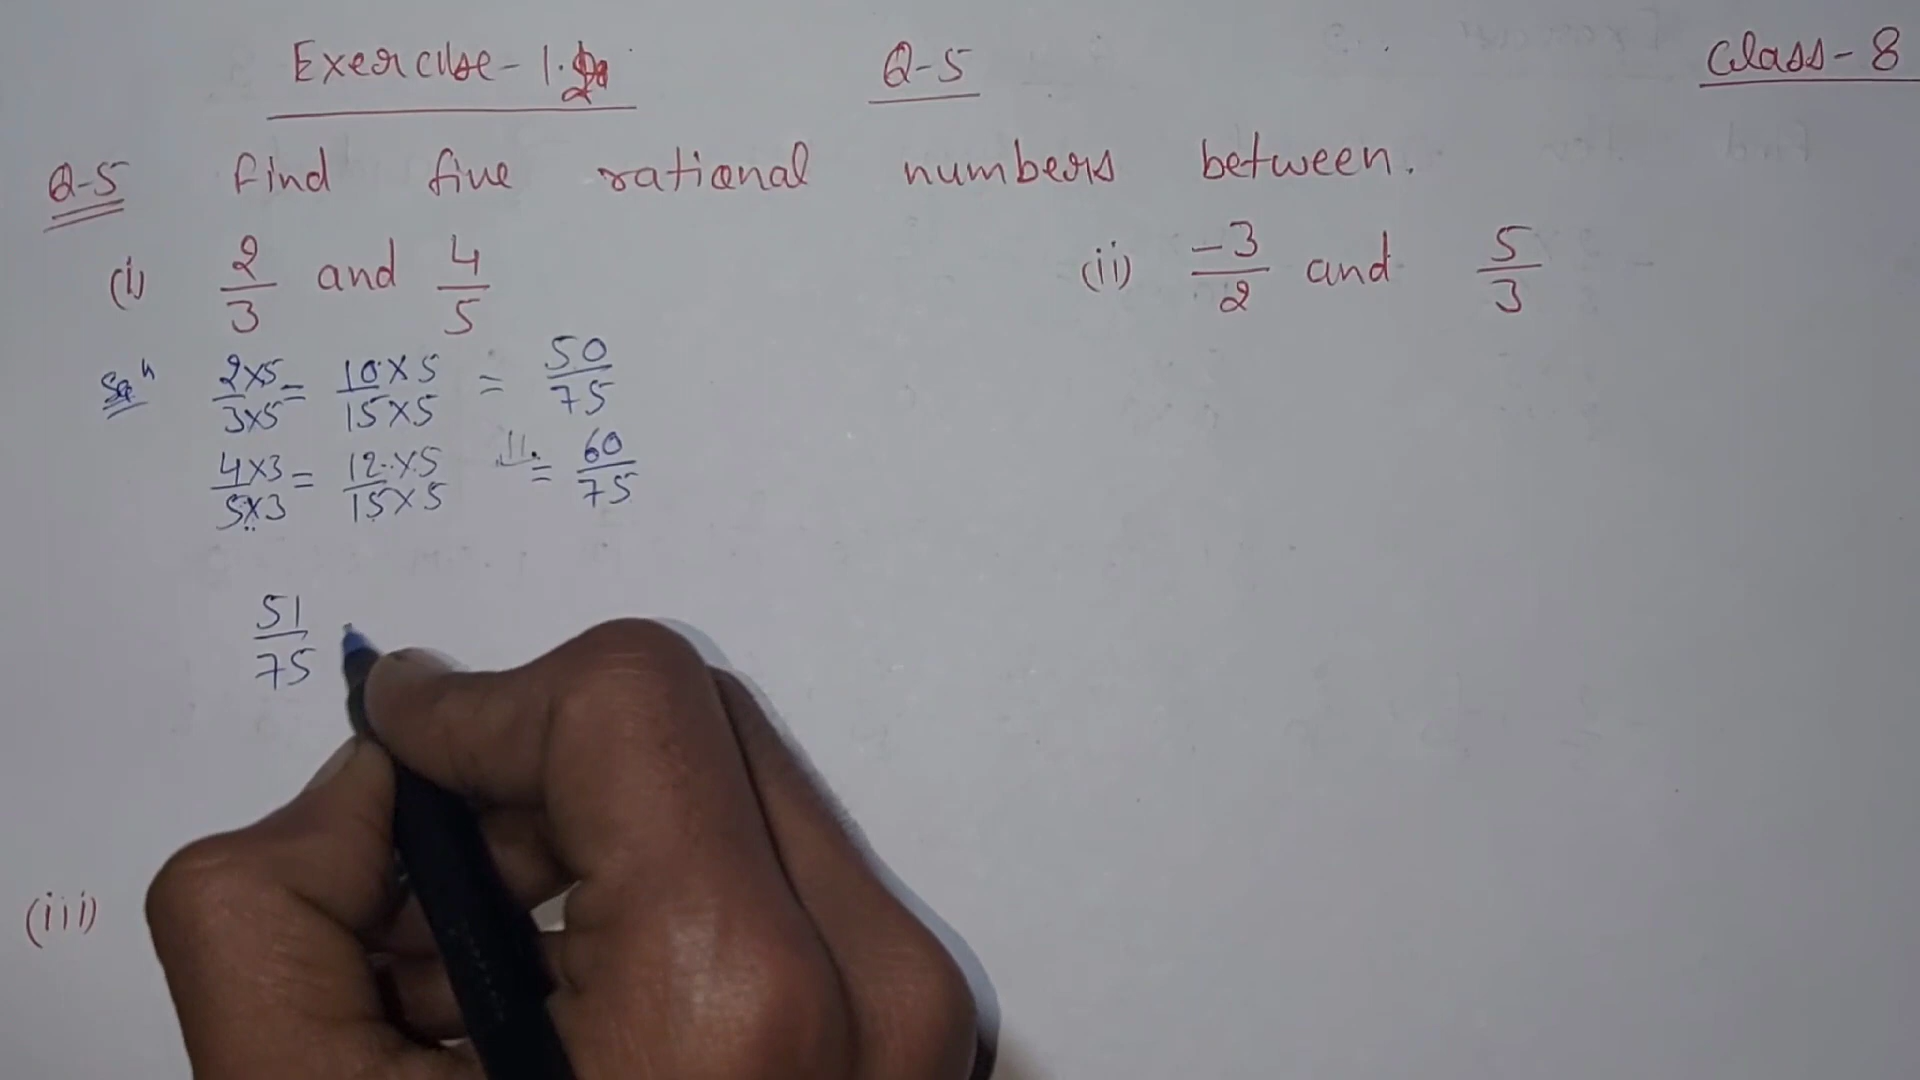 Exercise - 1.2 Q-5 Class - 8
Q-5 Find five rational numbers between.
(i) 2/3 and 4/5 (ii) -3/2 and 5/3
Solⁿ 2×5/3×5 = 10×5/15×5 = 50/75
4×3/5×3 = 12×5/15×5 = 60/75
51/75
(iii)